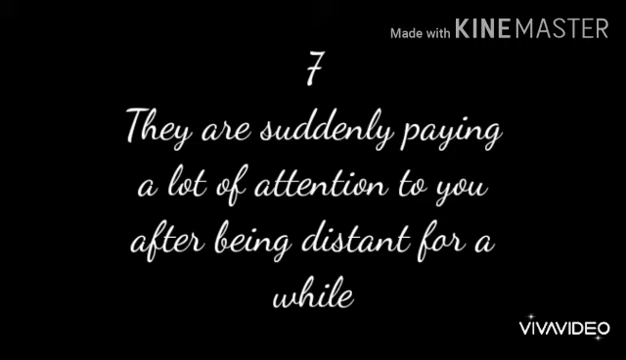 Made with KINEMASTER
7
They are suddenly paying
a lot of attention to you
after being distant for a
while
VIVAVIDEO